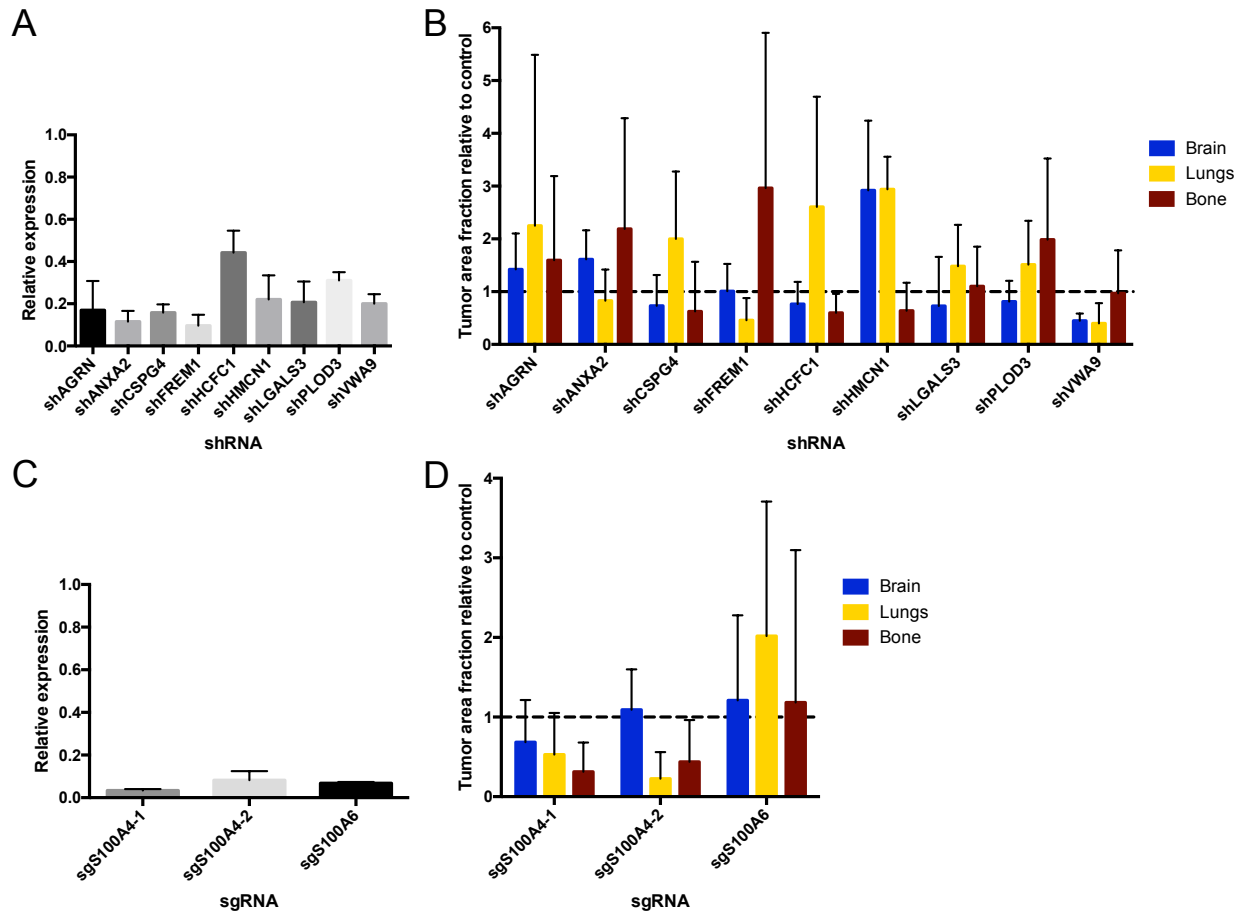 A
Relative expression
1.0
0.8
0.6
0.4
0.2
0.0
shAGRN
shANXA2
shCSPG4
shFREM1
shHCFC1
shHMCN1
shLGALS3
shPLOD3
shVWA9
shRNA
B
Tumor area fraction relative to control
6
5
4
3
2
1
0
shAGRN
shANXA2
shCSPG4
shFREM1
shHCFC1
shHMCN1
shLGALS3
shPLOD3
shVWA9
shRNA
Brain
Lungs
Bone
C
Relative expression
1.0
0.8
0.6
0.4
0.2
0.0
sgS100A4-1
sgS100A4-2
sgS100A6
sgRNA
D
Tumor area fraction relative to control
4
3
2
1
0
sgS100A4-1
sgS100A4-2
sgS100A6
sgRNA
Brain
Lungs
Bone